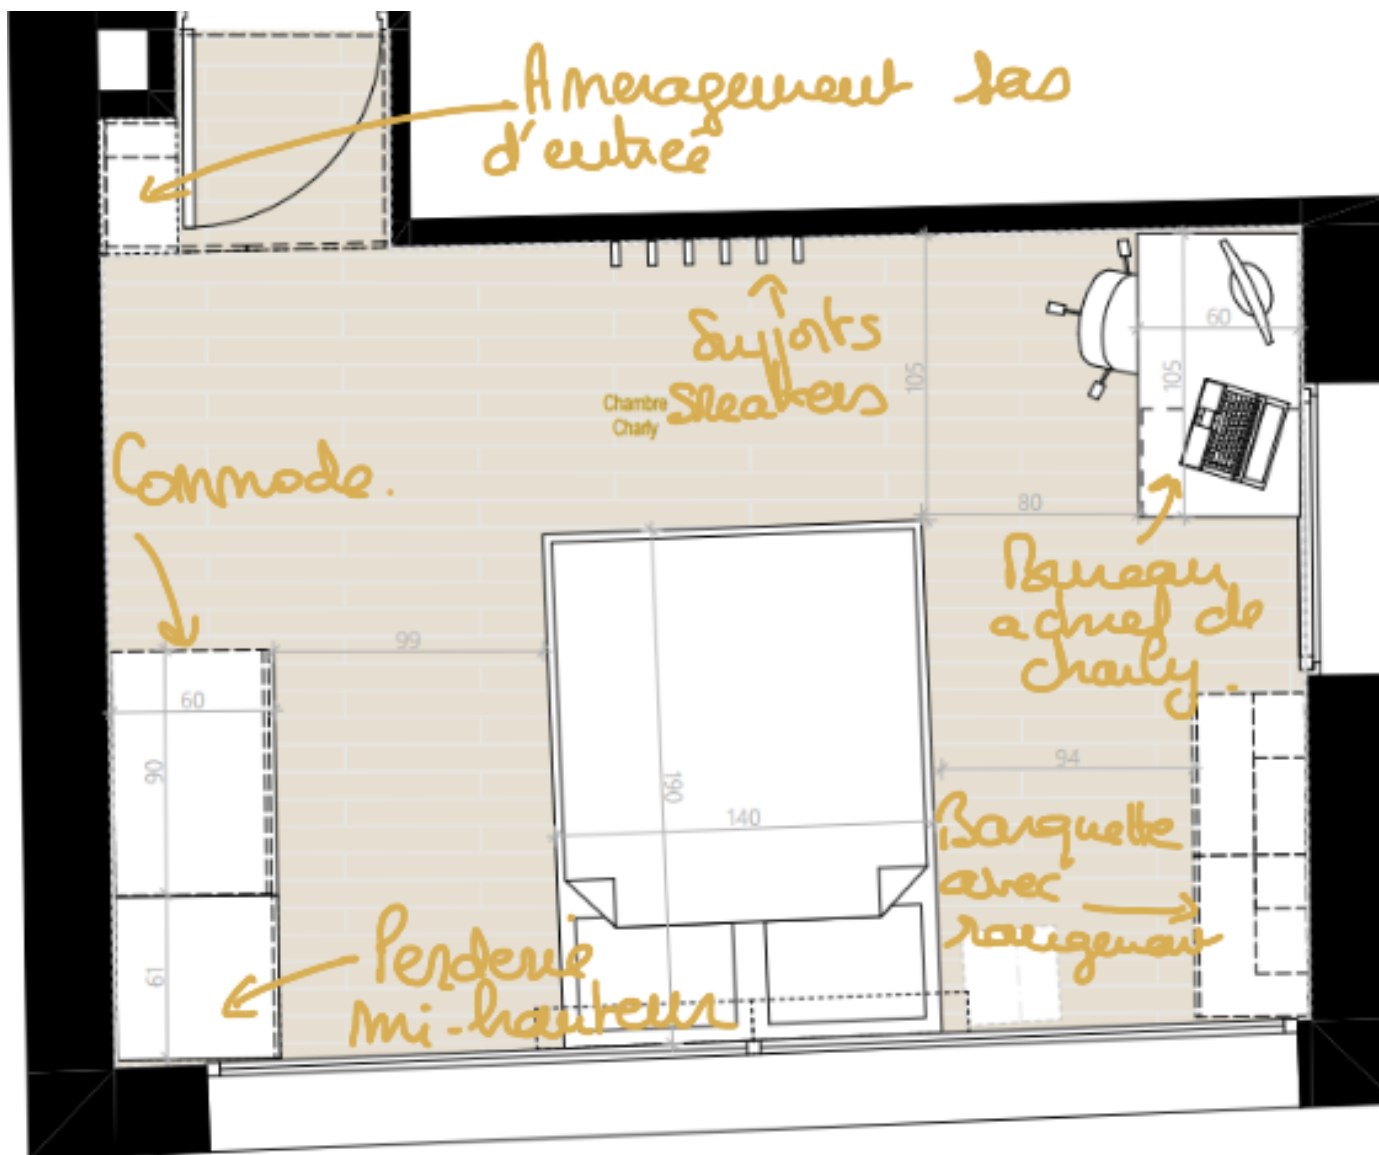 Amenagement sas
d'entrée
Supports
sneakers
60
105
105
Chambre
Charly
Commode.
80
Bureau
actuel de
Charly.
99
60
90
190
94
140
Banquette
avec
rangement
Penderie
mi-hauteur
61